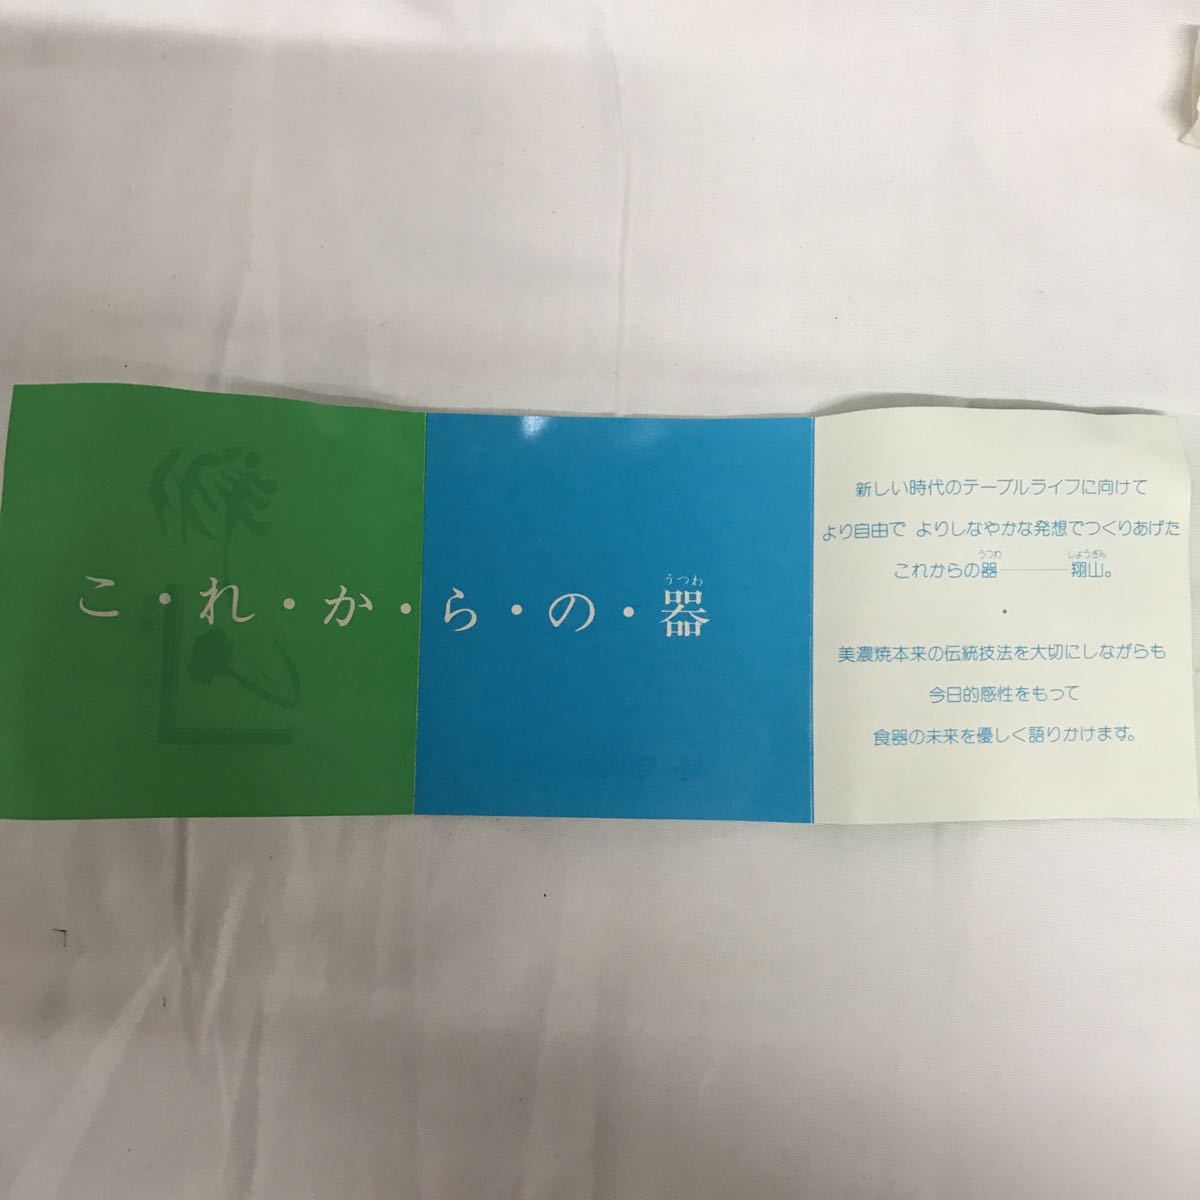 こ・れ・か・ら・の・器
うつわ
新しい時代のテーブルライフに向けて
より自由で よりしなやかな発想でつくりあげた
うつわ しょうざん
これからの器―――翔山。
・
美濃焼本来の伝統技法を大切にしながらも
今日的感性をもって
食器の未来を優しく語りかけます。